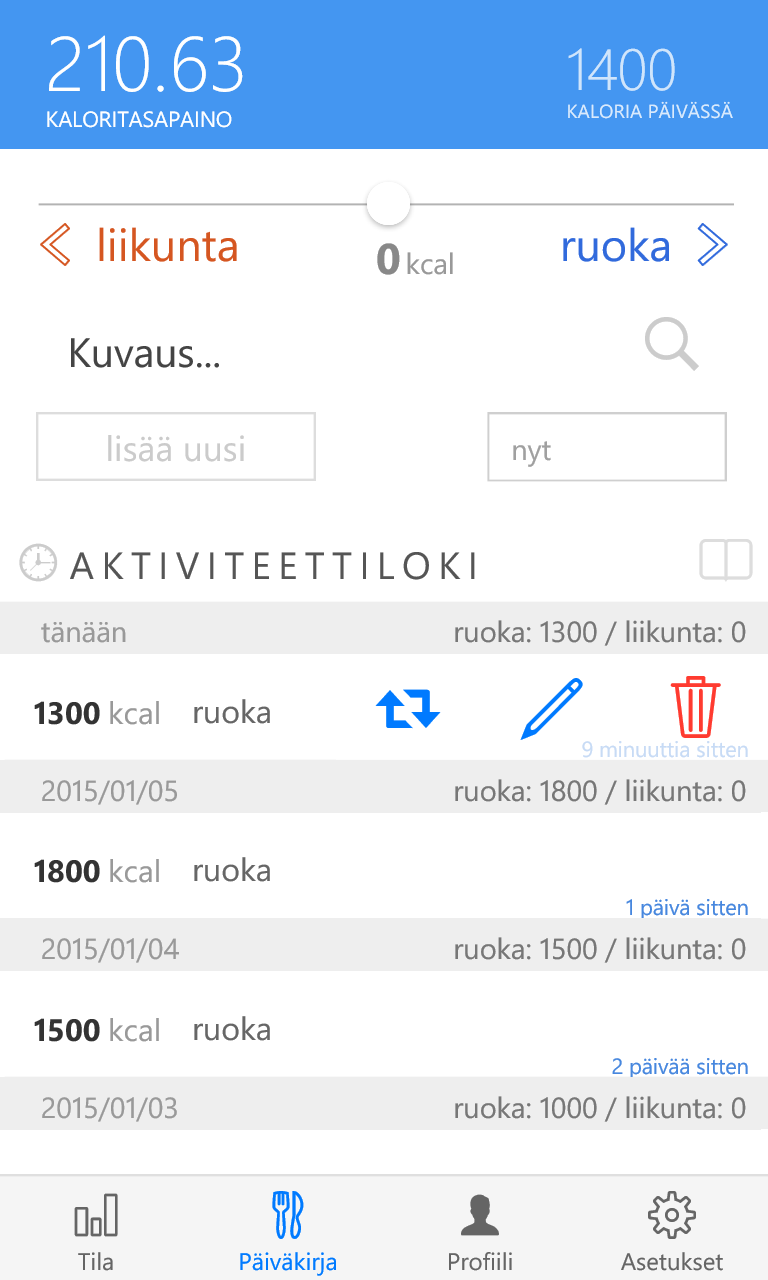 210.63
1400
KALORITASAPAINO
KALORIA PÄIVÄSSÄ
liikunta
ruoka
0 kcal
Kuvaus...
lisää uusi
nyt
AKTIVITEETTILOKI
tänään
ruoka: 1300 / liikunta: 0
1300 kcal ruoka
9 minuuttia sitten
2015/01/05
ruoka: 1800 / liikunta: 0
1800 kcal ruoka
1 päivä sitten
2015/01/04
ruoka: 1500 / liikunta: 0
1500 kcal ruoka
2 päivää sitten
2015/01/03
ruoka: 1000 / liikunta: 0
Tila
Päiväkirja
Profiili
Asetukset